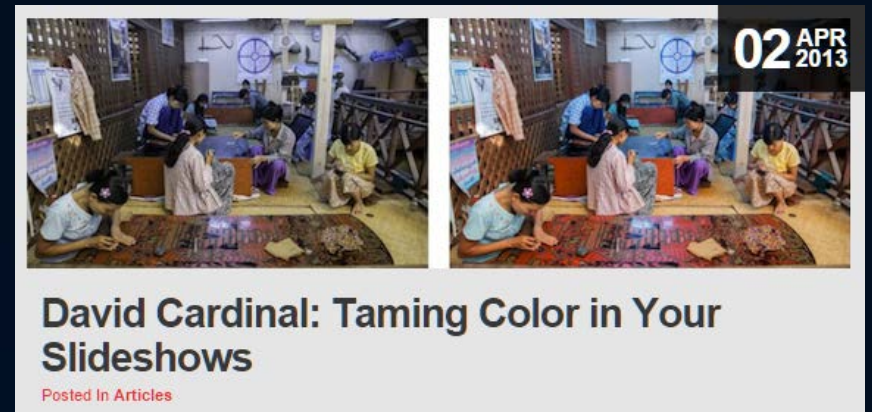 02 APR
2013
David Cardinal: Taming Color in Your
Slideshows
Posted In Articles